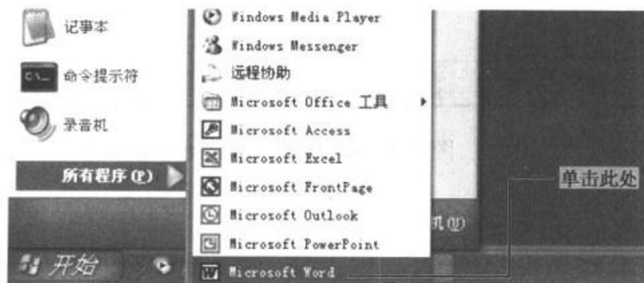 记事本
命令提示符
录音机
所有程序(P)
开始
Windows Media Player
Windows Messenger
远程协助
Microsoft Office 工具
Microsoft Access
Microsoft Excel
Microsoft FrontPage
Microsoft Outlook
Microsoft PowerPoint
Microsoft Word
机(U)
单击此处